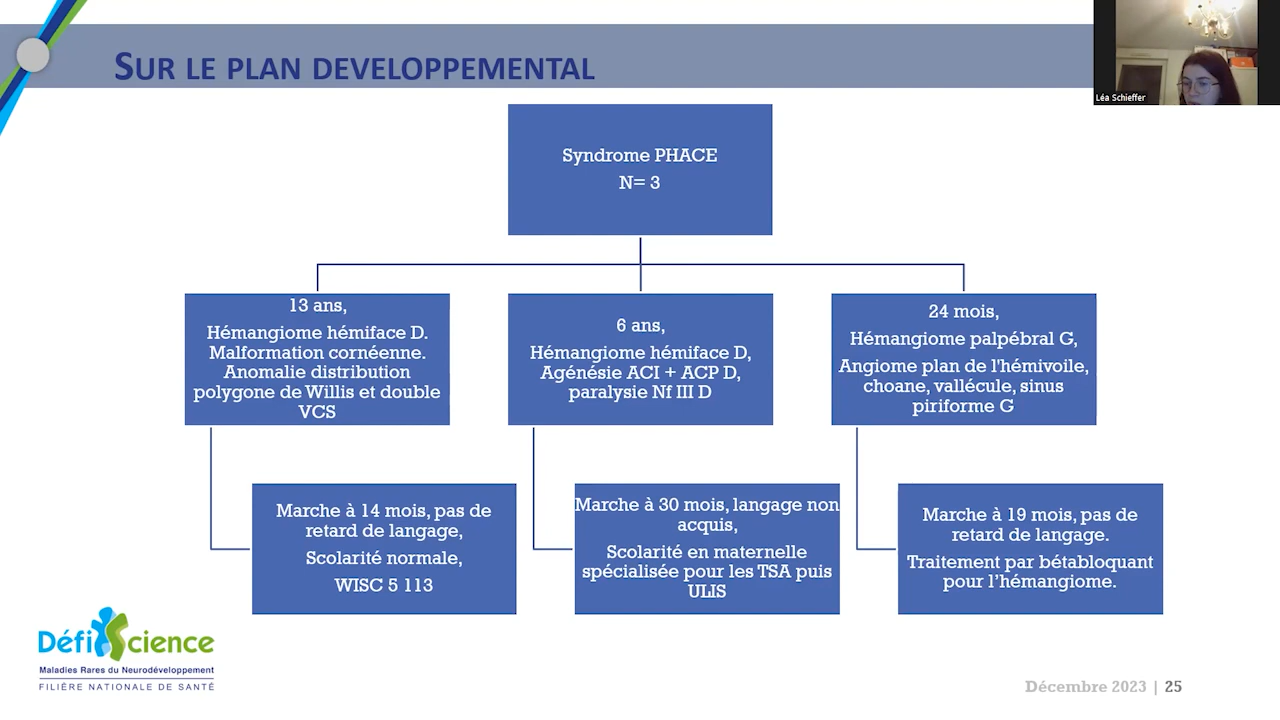 SUR LE PLAN DEVELOPPEMENTAL
Léa Schieffer
Syndrome PHACE
N= 3
13 ans,
Hémangiome hémiface D.
Malformation cornéenne.
Anomalie distribution
polygone de Willis et double
VCS
6 ans,
Hémangiome hémiface D,
Agénésie ACI + ACP D,
paralysie Nf III D
24 mois,
Hémangiome palpébral G,
Angiome plan de l'hémivoile,
choane, vallécule, sinus
piriforme G
Marche à 14 mois, pas de
retard de langage,
Scolarité normale,
WISC 5 113
Marche à 30 mois, langage non
acquis,
Scolarité en maternelle
spécialisée pour les TSA puis
ULIS
Marche à 19 mois, pas de
retard de langage.
Traitement par bétabloquant
pour l’hémangiome.
Défi Science
Maladies Rares du Neurodéveloppement
FILIÈRE NATIONALE DE SANTÉ
Décembre 2023 | 25